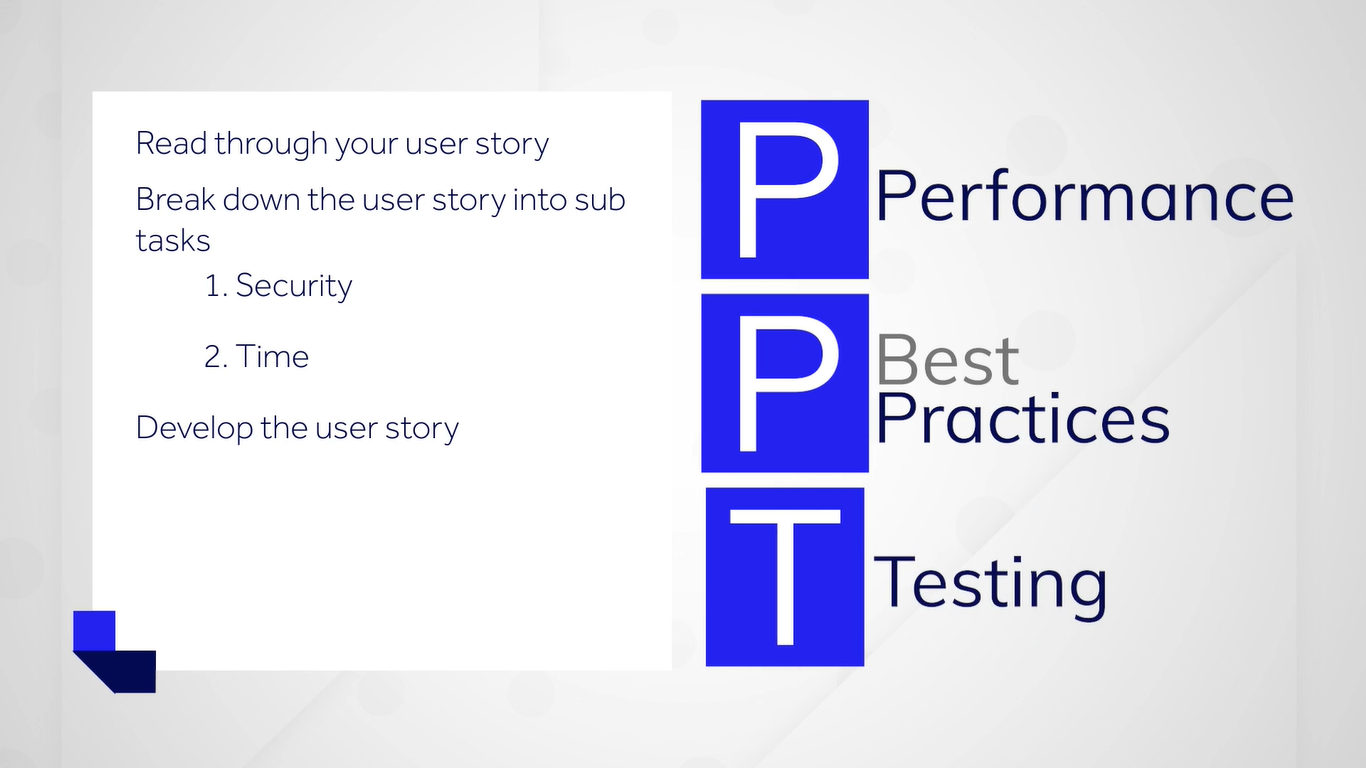 Read through your user story
Break down the user story into sub
tasks
1. Security
2. Time
Develop the user story
P
Performance
P
Best
Practices
T
Testing